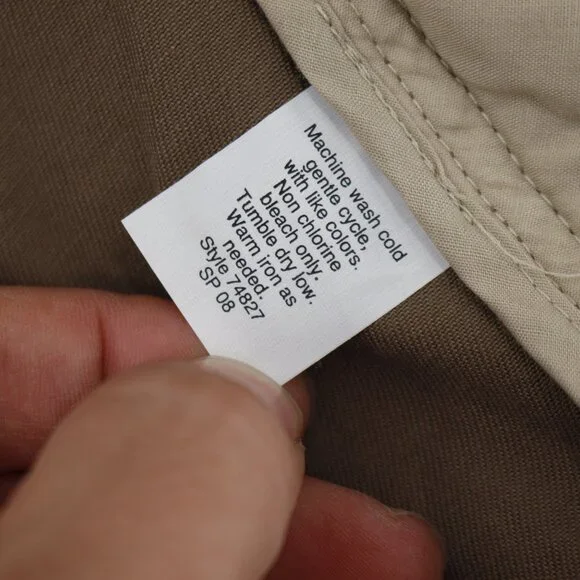 Machine wash cold
gentle cycle,
with like colors.
Non chlorine
bleach only.
Tumble dry low.
Warm iron as
needed.
Style 74827
SP 08